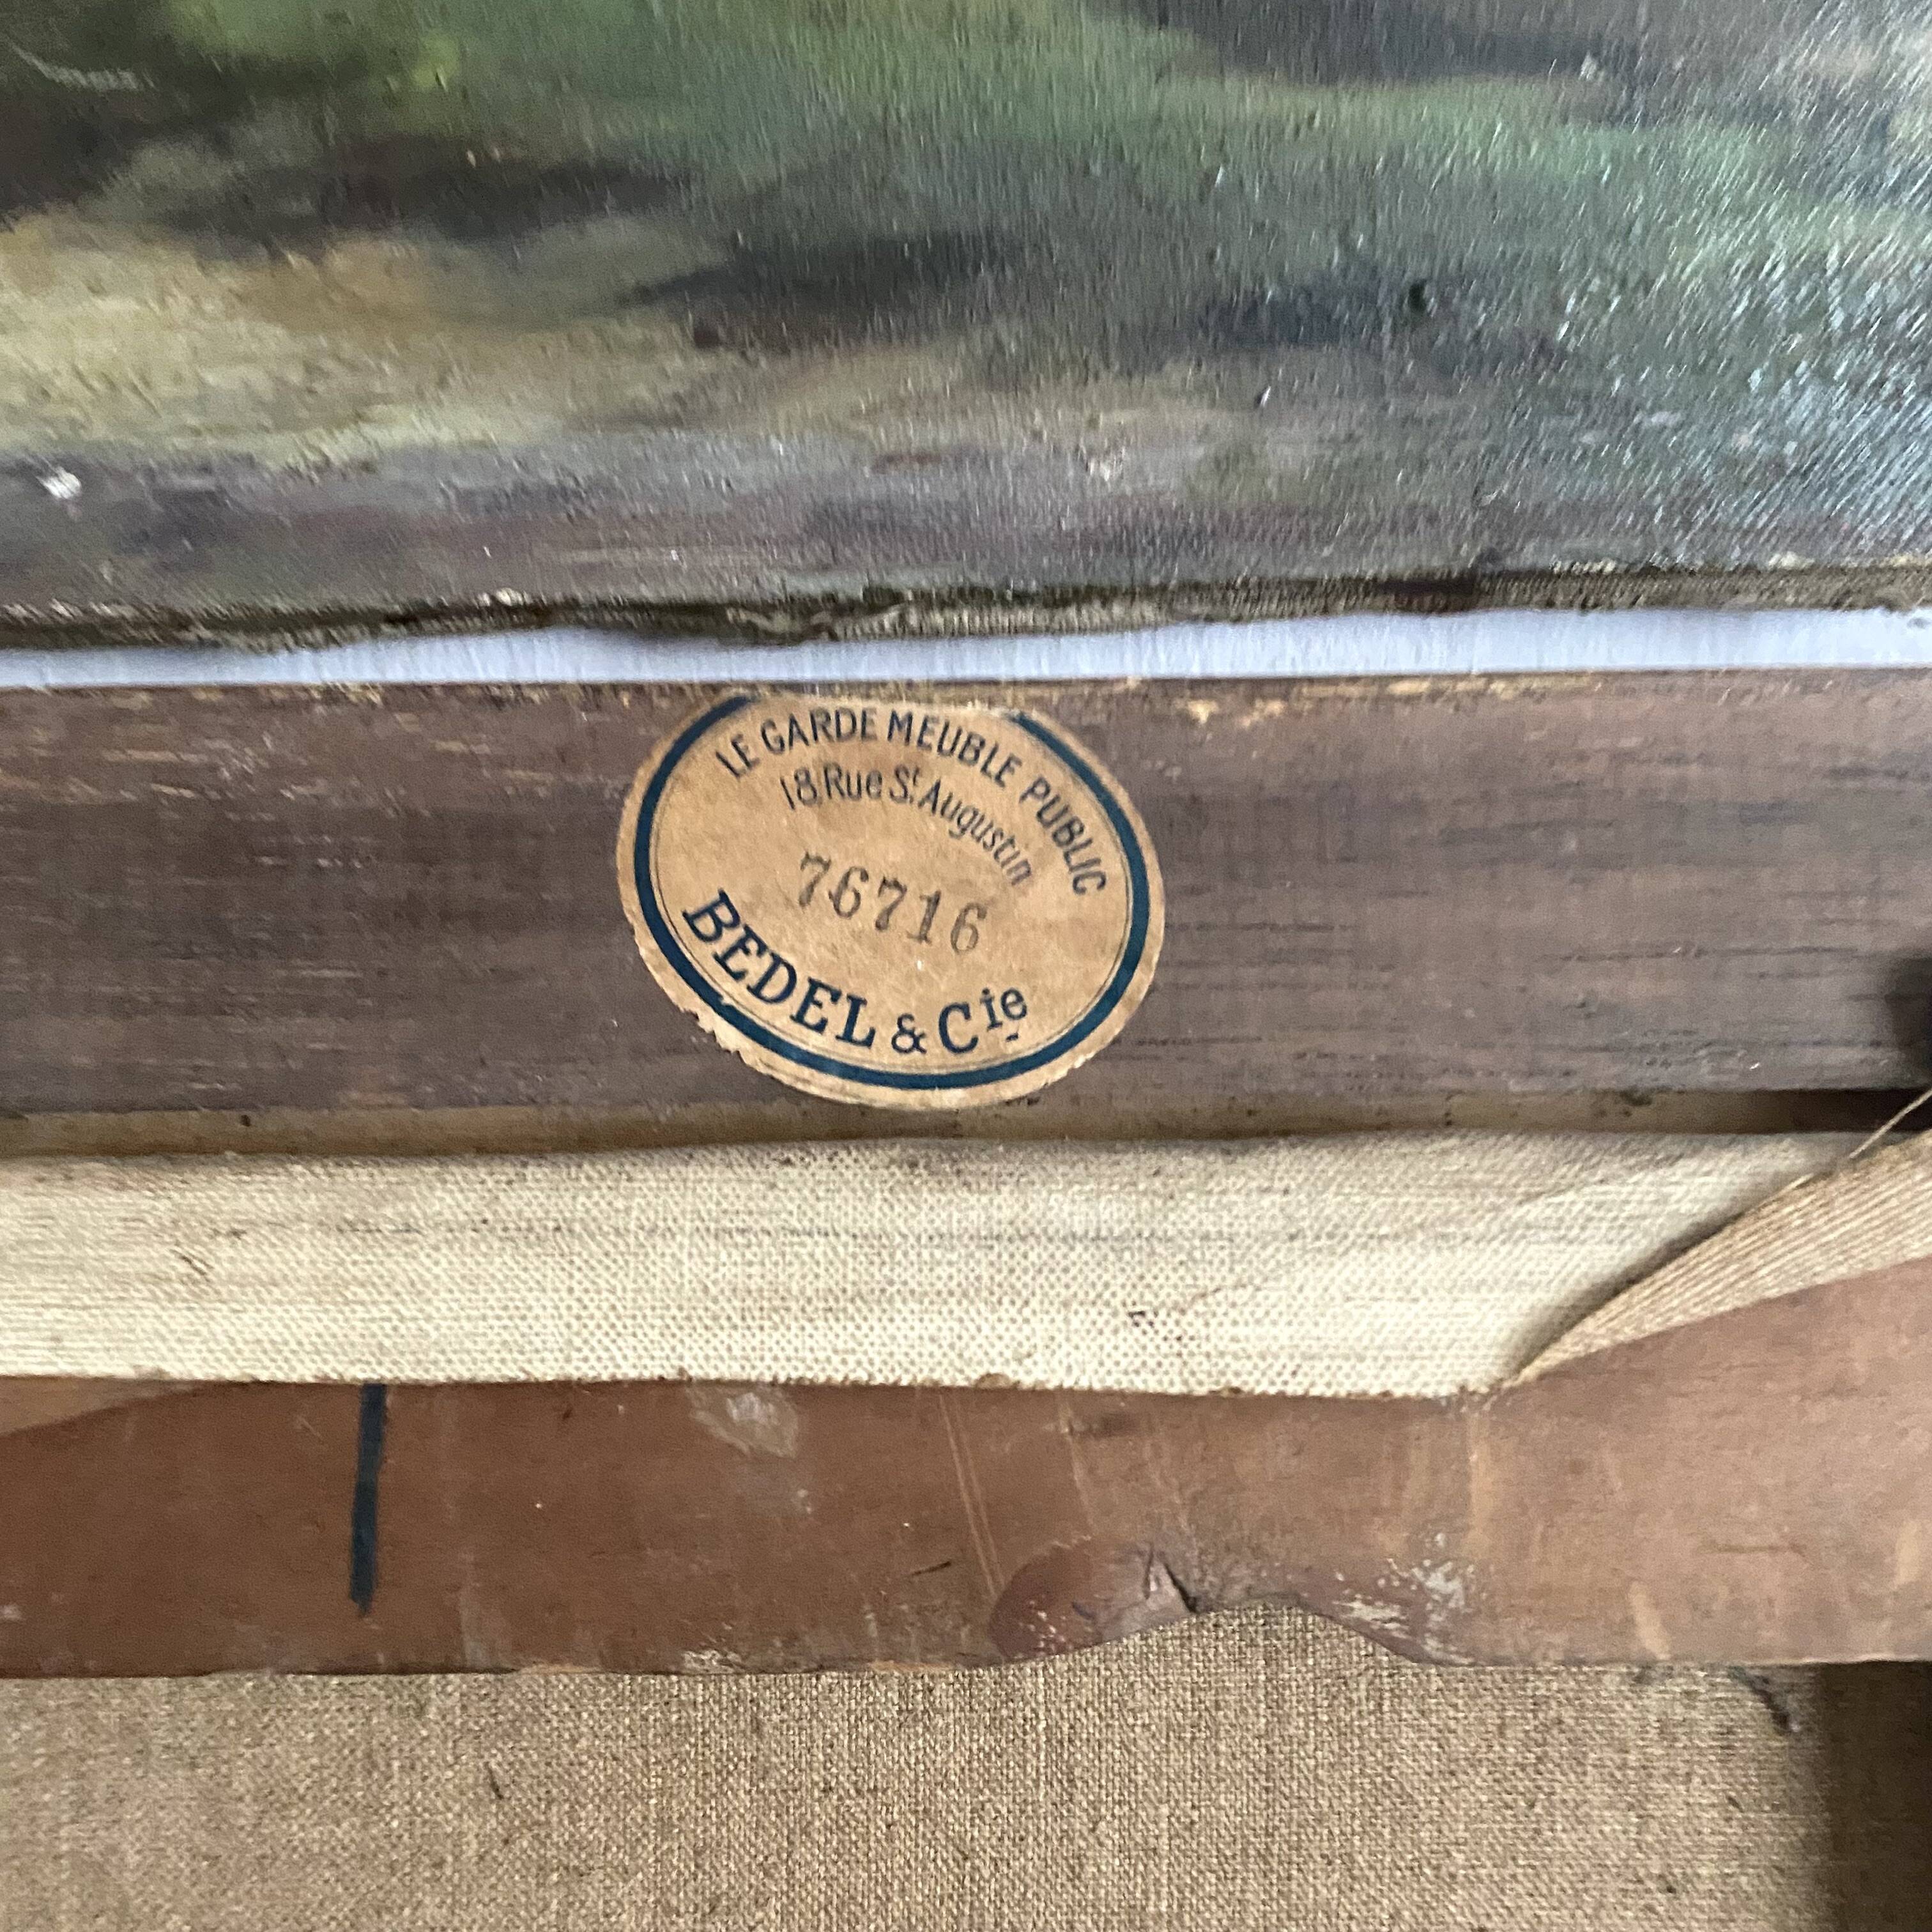 LE GARDE MEUBLE PUBLIC
18 Rue St. Augustin
76716
BEDEL & Cie